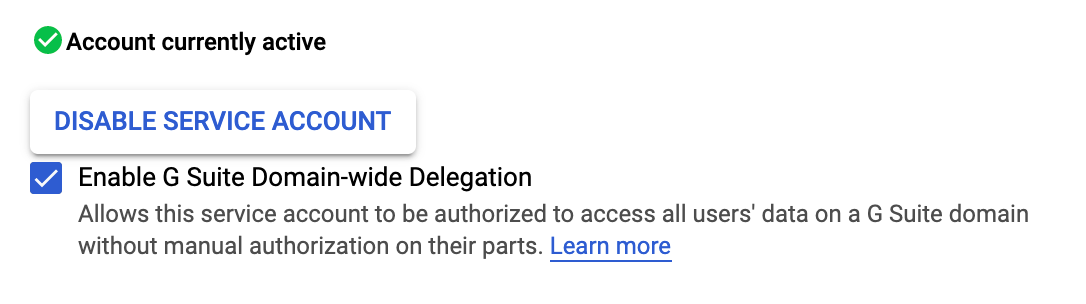 Account currently active
DISABLE SERVICE ACCOUNT
Enable G Suite Domain-wide Delegation
Allows this service account to be authorized to access all users' data on a G Suite domain
without manual authorization on their parts. Learn more